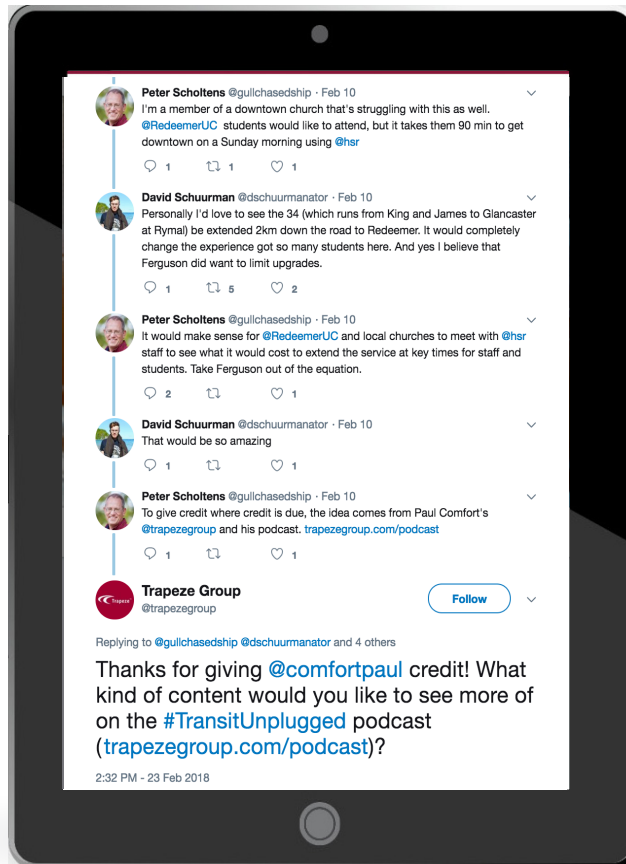 Peter Scholtens @gullchasedship · Feb 10
I'm a member of a downtown church that's struggling with this as well.
@RedeemerUC students would like to attend, but it takes them 90 min to get
downtown on a Sunday morning using @hsr
1 1 1
David Schuurman @dschuurmanator · Feb 10
Personally I'd love to see the 34 (which runs from King and James to Glancaster
at Rymal) be extended 2km down the road to Redeemer. It would completely
change the experience got so many students here. And yes I believe that
Ferguson did want to limit upgrades.
1 5 2
Peter Scholtens @gullchasedship · Feb 10
It would make sense for @RedeemerUC and local churches to meet with @hsr
staff to see what it would cost to extend the service at key times for staff and
students. Take Ferguson out of the equation.
2 1
David Schuurman @dschuurmanator · Feb 10
That would be so amazing
1 1
Peter Scholtens @gullchasedship · Feb 10
To give credit where credit is due, the idea comes from Paul Comfort's
@trapezegroup and his podcast. trapezegroup.com/podcast
1 1
Trapeze
Trapeze Group
@trapezegroup
Follow
Replying to @gullchasedship @dschuurmanator and 4 others
Thanks for giving @comfortpaul credit! What
kind of content would you like to see more of
on the #TransitUnplugged podcast
(trapezegroup.com/podcast)?
2:32 PM - 23 Feb 2018